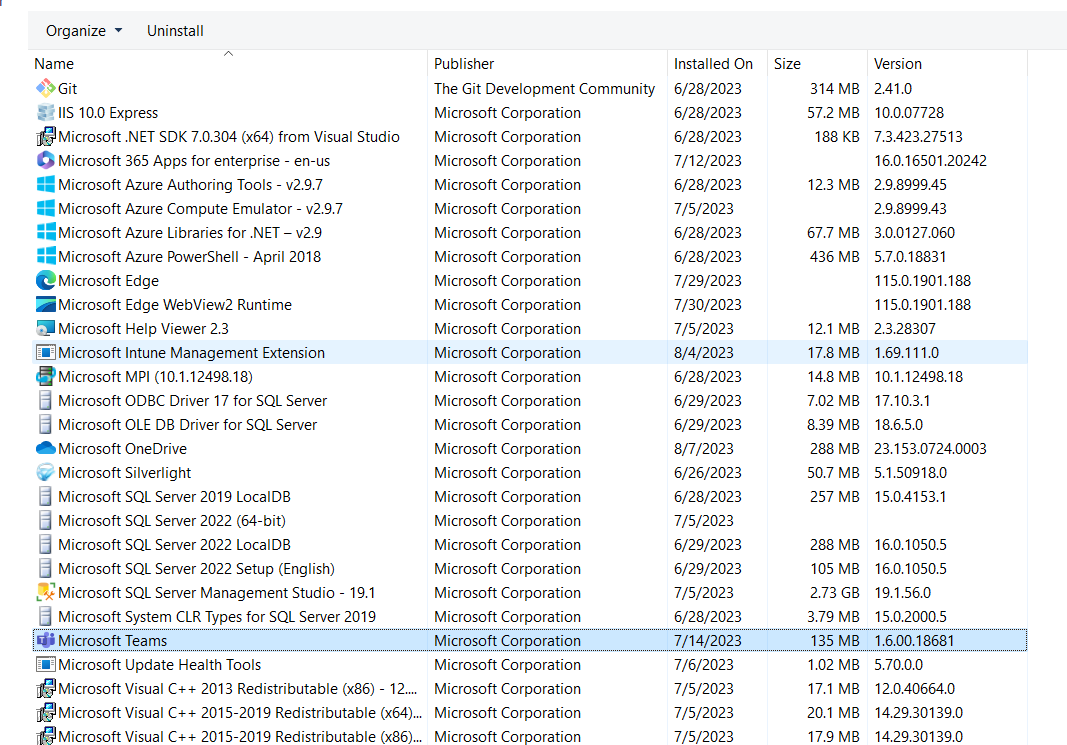 Organize Uninstall
Name Publisher Installed On Size Version
Git The Git Development Community 6/28/2023 314 MB 2.41.0
IIS 10.0 Express Microsoft Corporation 6/28/2023 57.2 MB 10.0.07728
Microsoft .NET SDK 7.0.304 (x64) from Visual Studio Microsoft Corporation 6/28/2023 188 KB 7.3.423.27513
Microsoft 365 Apps for enterprise - en-us Microsoft Corporation 7/12/2023 16.0.16501.20242
Microsoft Azure Authoring Tools - v2.9.7 Microsoft Corporation 6/28/2023 12.3 MB 2.9.8999.45
Microsoft Azure Compute Emulator - v2.9.7 Microsoft Corporation 7/5/2023 2.9.8999.43
Microsoft Azure Libraries for .NET – v2.9 Microsoft Corporation 6/28/2023 67.7 MB 3.0.0127.060
Microsoft Azure PowerShell - April 2018 Microsoft Corporation 6/28/2023 436 MB 5.7.0.18831
Microsoft Edge Microsoft Corporation 7/29/2023 115.0.1901.188
Microsoft Edge WebView2 Runtime Microsoft Corporation 7/30/2023 115.0.1901.188
Microsoft Help Viewer 2.3 Microsoft Corporation 7/5/2023 12.1 MB 2.3.28307
Microsoft Intune Management Extension Microsoft Corporation 8/4/2023 17.8 MB 1.69.111.0
Microsoft MPI (10.1.12498.18) Microsoft Corporation 6/28/2023 14.8 MB 10.1.12498.18
Microsoft ODBC Driver 17 for SQL Server Microsoft Corporation 6/29/2023 7.02 MB 17.10.3.1
Microsoft OLE DB Driver for SQL Server Microsoft Corporation 6/29/2023 8.39 MB 18.6.5.0
Microsoft OneDrive Microsoft Corporation 8/7/2023 288 MB 23.153.0724.0003
Microsoft Silverlight Microsoft Corporation 6/26/2023 50.7 MB 5.1.50918.0
Microsoft SQL Server 2019 LocalDB Microsoft Corporation 6/28/2023 257 MB 15.0.4153.1
Microsoft SQL Server 2022 (64-bit) Microsoft Corporation 7/5/2023
Microsoft SQL Server 2022 LocalDB Microsoft Corporation 6/29/2023 288 MB 16.0.1050.5
Microsoft SQL Server 2022 Setup (English) Microsoft Corporation 6/29/2023 105 MB 16.0.1050.5
Microsoft SQL Server Management Studio - 19.1 Microsoft Corporation 7/5/2023 2.73 GB 19.1.56.0
Microsoft System CLR Types for SQL Server 2019 Microsoft Corporation 6/28/2023 3.79 MB 15.0.2000.5
Microsoft Teams Microsoft Corporation 7/14/2023 135 MB 1.6.00.18681
Microsoft Update Health Tools Microsoft Corporation 7/6/2023 1.02 MB 5.70.0.0
Microsoft Visual C++ 2013 Redistributable (x86) - 12.... Microsoft Corporation 7/5/2023 17.1 MB 12.0.40664.0
Microsoft Visual C++ 2015-2019 Redistributable (x64)... Microsoft Corporation 7/5/2023 20.1 MB 14.29.30139.0
Microsoft Visual C++ 2015-2019 Redistributable (x86)... Microsoft Corporation 7/5/2023 17.9 MB 14.29.30139.0